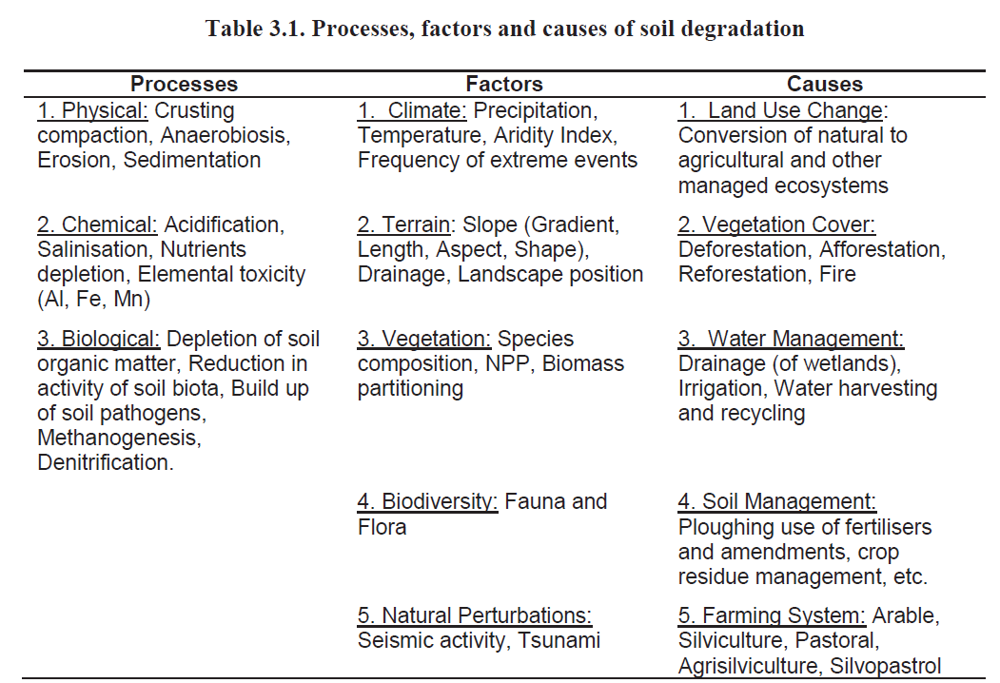 Table 3.1. Processes, factors and causes of soil degradation
Processes
Factors
Causes
1. Physical: Crusting
compaction, Anaerobiosis,
Erosion, Sedimentation
1. Climate: Precipitation,
Temperature, Aridity Index,
Frequency of extreme events
1. Land Use Change:
Conversion of natural to
agricultural and other
managed ecosystems
2. Chemical: Acidification,
Salinisation, Nutrients
depletion, Elemental toxicity
(Al, Fe, Mn)
2. Terrain: Slope (Gradient,
Length, Aspect, Shape),
Drainage, Landscape position
2. Vegetation Cover:
Deforestation, Afforestation,
Reforestation, Fire
3. Biological: Depletion of soil
organic matter, Reduction in
activity of soil biota, Build up
of soil pathogens,
Methanogenesis,
Denitrification.
3. Vegetation: Species
composition, NPP, Biomass
partitioning
3. Water Management:
Drainage (of wetlands),
Irrigation, Water harvesting
and recycling
4. Biodiversity: Fauna and
Flora
4. Soil Management:
Ploughing use of fertilisers
and amendments, crop
residue management, etc.
5. Natural Perturbations:
Seismic activity, Tsunami
5. Farming System: Arable,
Silviculture, Pastoral,
Agrisilviculture, Silvopastrol